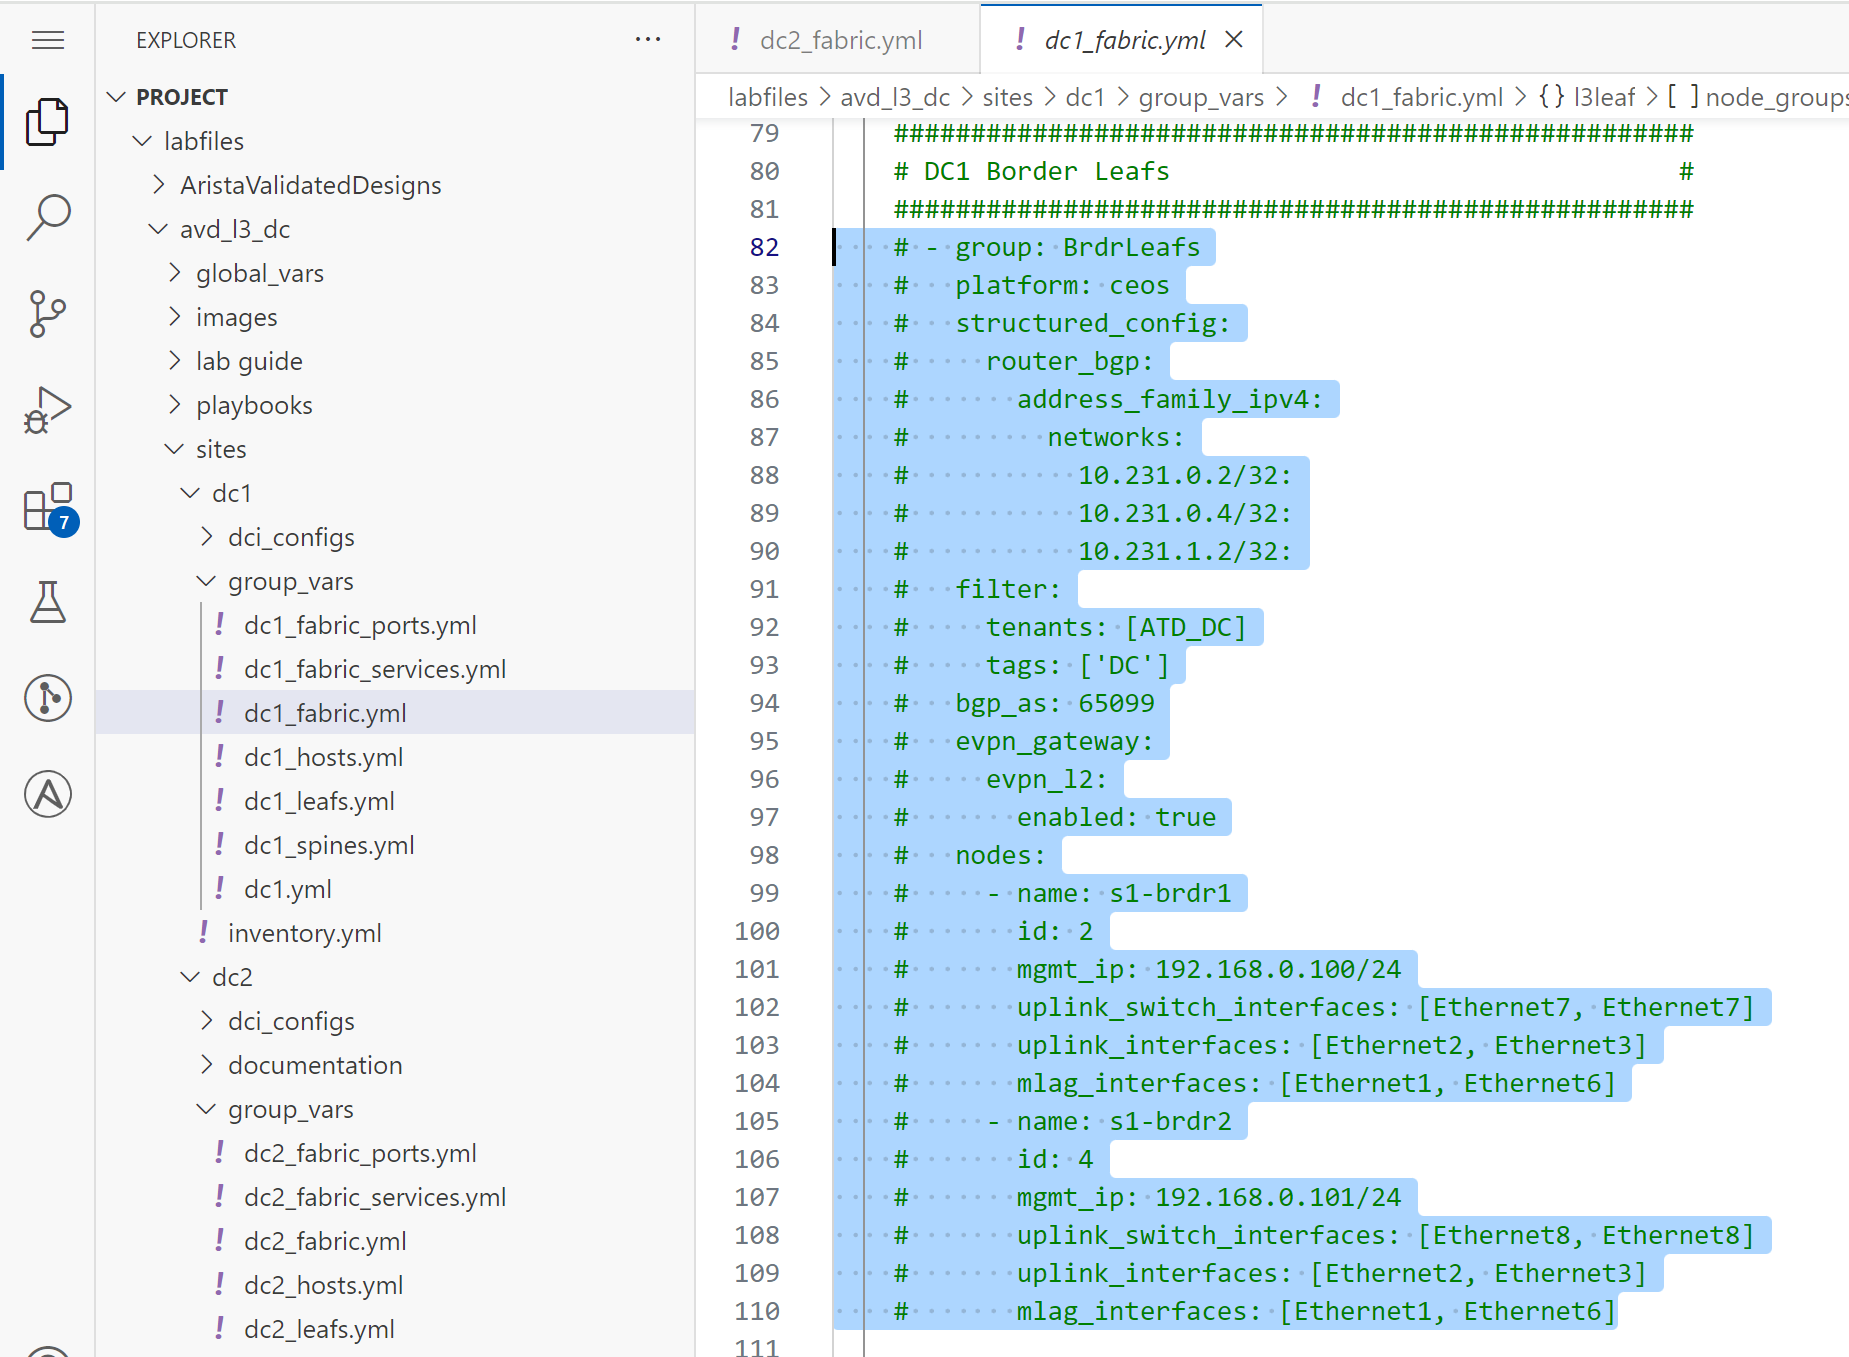 EXPLORER
PROJECT
labfiles
AristaValidatedDesigns
avd_l3_dc
global_vars
images
lab guide
playbooks
sites
dc1
dci_configs
group_vars
! dc1_fabric_ports.yml
! dc1_fabric_services.yml
! dc1_fabric.yml
! dc1_hosts.yml
! dc1_leafs.yml
! dc1_spines.yml
! dc1.yml
! inventory.yml
dc2
dci_configs
documentation
group_vars
! dc2_fabric_ports.yml
! dc2_fabric_services.yml
! dc2_fabric.yml
! dc2_hosts.yml
! dc2_leafs.yml
7
! dc2_fabric.yml
! dc1_fabric.yml
labfiles > avd_l3_dc > sites > dc1 > group_vars > ! dc1_fabric.yml > {} l3leaf > [ ] node_groups
79 ####################################################
80 # DC1 Border Leafs                                 #
81 ####################################################
82 # - group: BrdrLeafs
83 #   platform: ceos
84 #   structured_config:
85 #     router_bgp:
86 #       address_family_ipv4:
87 #         networks:
88 #           10.231.0.2/32:
89 #           10.231.0.4/32:
90 #           10.231.1.2/32:
91 #   filter:
92 #     tenants: [ATD_DC]
93 #     tags: ['DC']
94 #   bgp_as: 65099
95 #   evpn_gateway:
96 #     evpn_l2:
97 #       enabled: true
98 #   nodes:
99 #     - name: s1-brdr1
100 #       id: 2
101 #       mgmt_ip: 192.168.0.100/24
102 #       uplink_switch_interfaces: [Ethernet7, Ethernet7]
103 #       uplink_interfaces: [Ethernet2, Ethernet3]
104 #       mlag_interfaces: [Ethernet1, Ethernet6]
105 #     - name: s1-brdr2
106 #       id: 4
107 #       mgmt_ip: 192.168.0.101/24
108 #       uplink_switch_interfaces: [Ethernet8, Ethernet8]
109 #       uplink_interfaces: [Ethernet2, Ethernet3]
110 #       mlag_interfaces: [Ethernet1, Ethernet6]
111